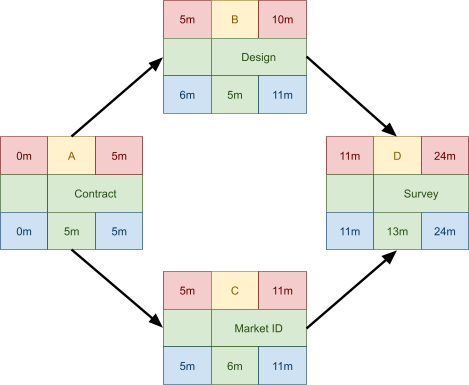 5m B 10m
Design
6m 5m 11m
0m A 5m
Contract
0m 5m 5m
11m D 24m
Survey
11m 13m 24m
5m C 11m
Market ID
5m 6m 11m